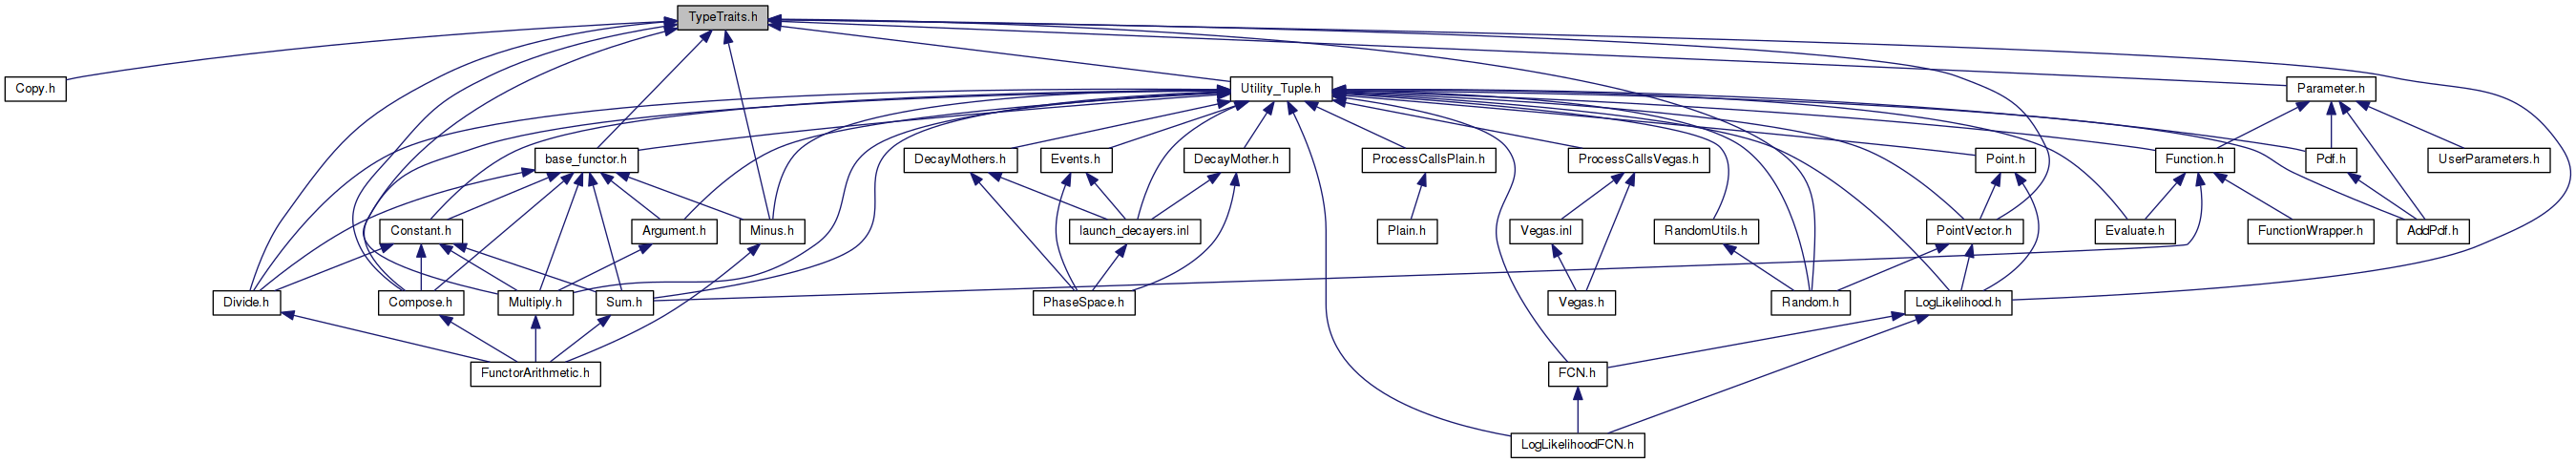 TypeTraits.h
Copy.h
Utility_Tuple.h
Parameter.h
base_functor.h
DecayMothers.h
Events.h
DecayMother.h
ProcessCallsPlain.h
ProcessCallsVegas.h
Point.h
Function.h
Pdf.h
UserParameters.h
Constant.h
Argument.h
Minus.h
launch_decayers.inl
Plain.h
Vegas.inl
RandomUtils.h
PointVector.h
Evaluate.h
FunctionWrapper.h
AddPdf.h
Divide.h
Compose.h
Multiply.h
Sum.h
PhaseSpace.h
Vegas.h
Random.h
LogLikelihood.h
FunctorArithmetic.h
FCN.h
LogLikelihoodFCN.h